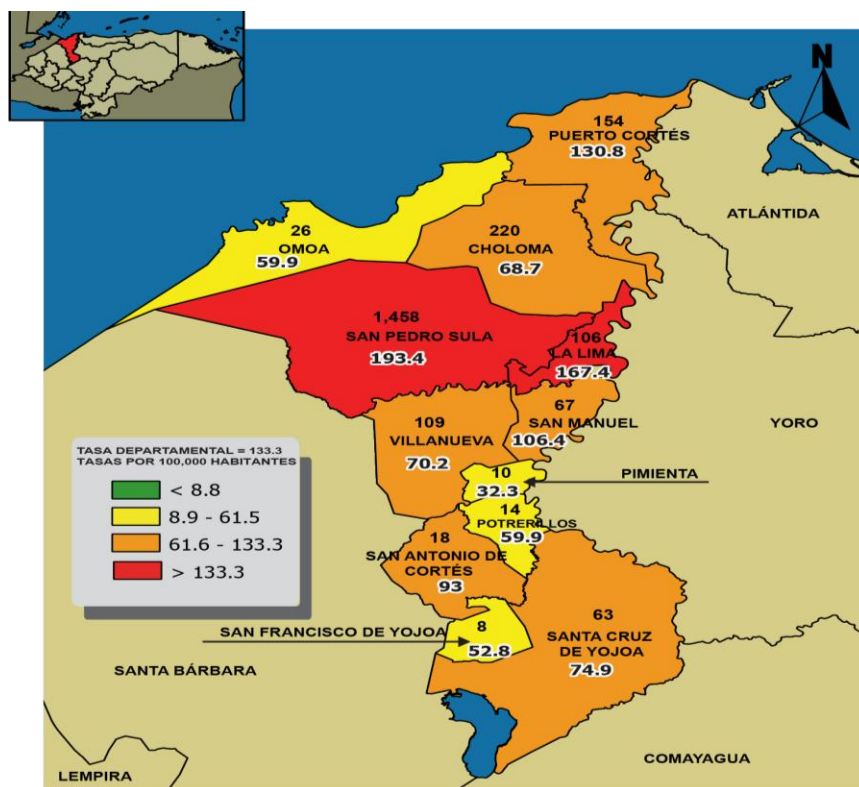 N
154
PUERTO CORTÉS
130.8
ATLÁNTIDA
26
OMOA
59.9
220
CHOLOMA
68.7
1,458
SAN PEDRO SULA
193.4
106
LA LIMA
167.4
67
SAN MANUEL
106.4
109
VILLANUEVA
70.2
YORO
TASA DEPARTAMENTAL = 133.3
TASAS POR 100,000 HABITANTES
< 8.8
8.9 - 61.5
61.6 - 133.3
> 133.3
10
32.3
PIMIENTA
14
POTRERILLOS
59.9
18
SAN ANTONIO DE
CORTÉS
93
SAN FRANCISCO DE YOJOA
8
52.8
63
SANTA CRUZ
DE YOJOA
74.9
SANTA BÁRBARA
COMAYAGUA
LEMPIRA